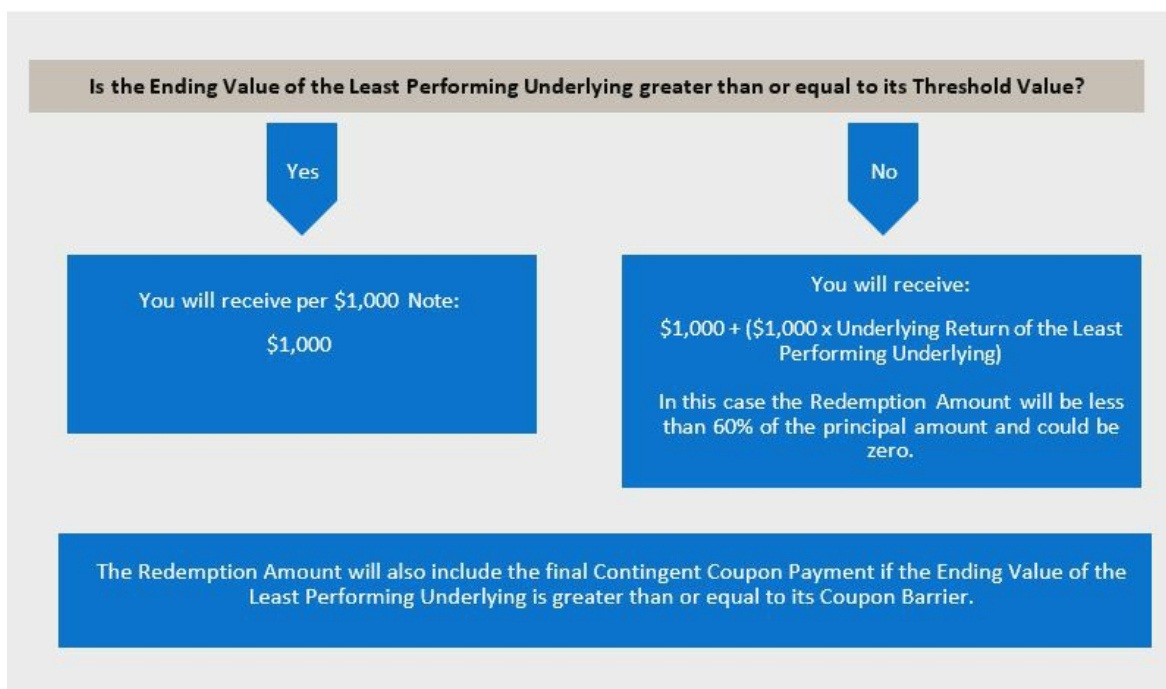 Is the Ending Value of the Least Performing Underlying greater than or equal to its Threshold Value?
Yes
No
You will receive per $1,000 Note:
$1,000
You will receive:
$1,000 + ($1,000 x Underlying Return of the Least
Performing Underlying)
In this case the Redemption Amount will be less
than 60% of the principal amount and could be
zero.
The Redemption Amount will also include the final Contingent Coupon Payment if the Ending Value of the
Least Performing Underlying is greater than or equal to its Coupon Barrier.